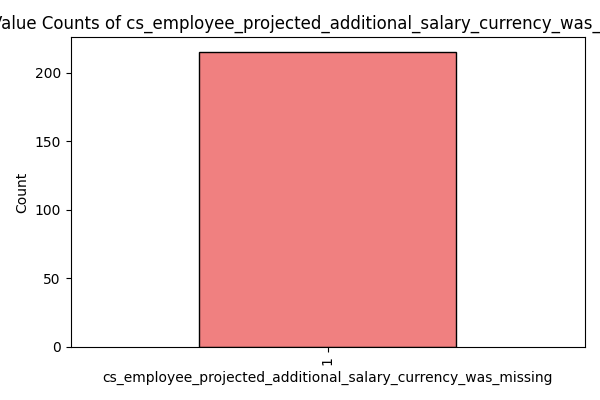 Value Counts of cs_employee_projected_additional_salary_currency_was_
200
150
100
50
0
Count
1
cs_employee_projected_additional_salary_currency_was_missing